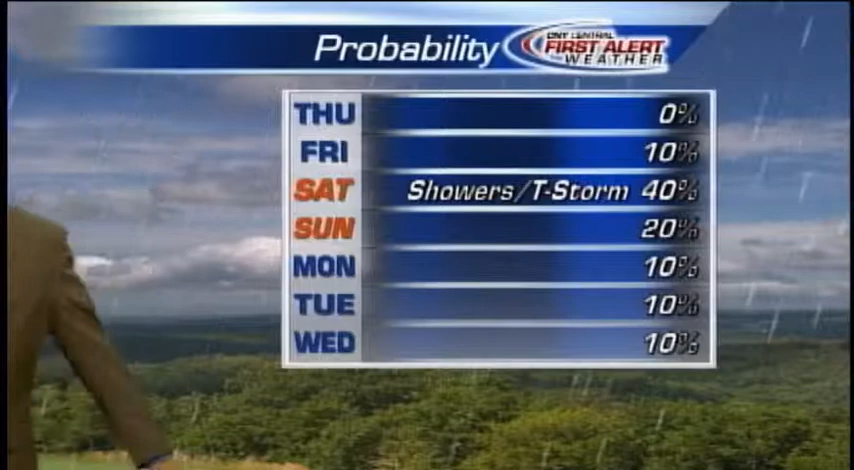 Probability
CNY CENTRAL
FIRST ALERT
WEATHER
THU 0%
FRI 10%
SAT Showers/T-Storm 40%
SUN 20%
MON 10%
TUE 10%
WED 10%